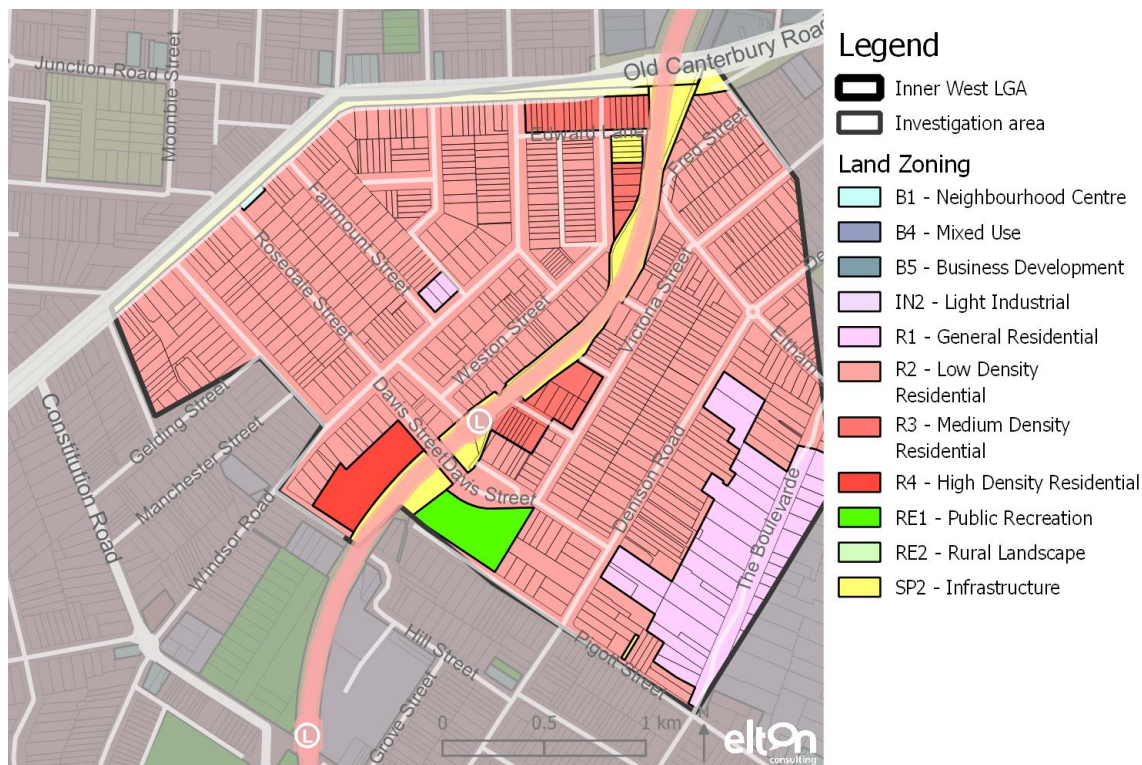 Junction Road
Moonbie Street
Old Canterbury Road
Edward Lane
Fred Street
Fairmount Street
Rosedale Street
Weston Street
Victoria Street
Eltham
Gelding Street
Davis Street
L
Davis Street
Denison Road
The Boulevarde
Manchester Street
Constitution Road
Windsor Road
Hill Street
Pigott Street
Grove Street
L
0 0.5 1 km
N
elton
consulting
Legend
Inner West LGA
Investigation area
Land Zoning
B1 - Neighbourhood Centre
B4 - Mixed Use
B5 - Business Development
IN2 - Light Industrial
R1 - General Residential
R2 - Low Density
Residential
R3 - Medium Density
Residential
R4 - High Density Residential
RE1 - Public Recreation
RE2 - Rural Landscape
SP2 - Infrastructure